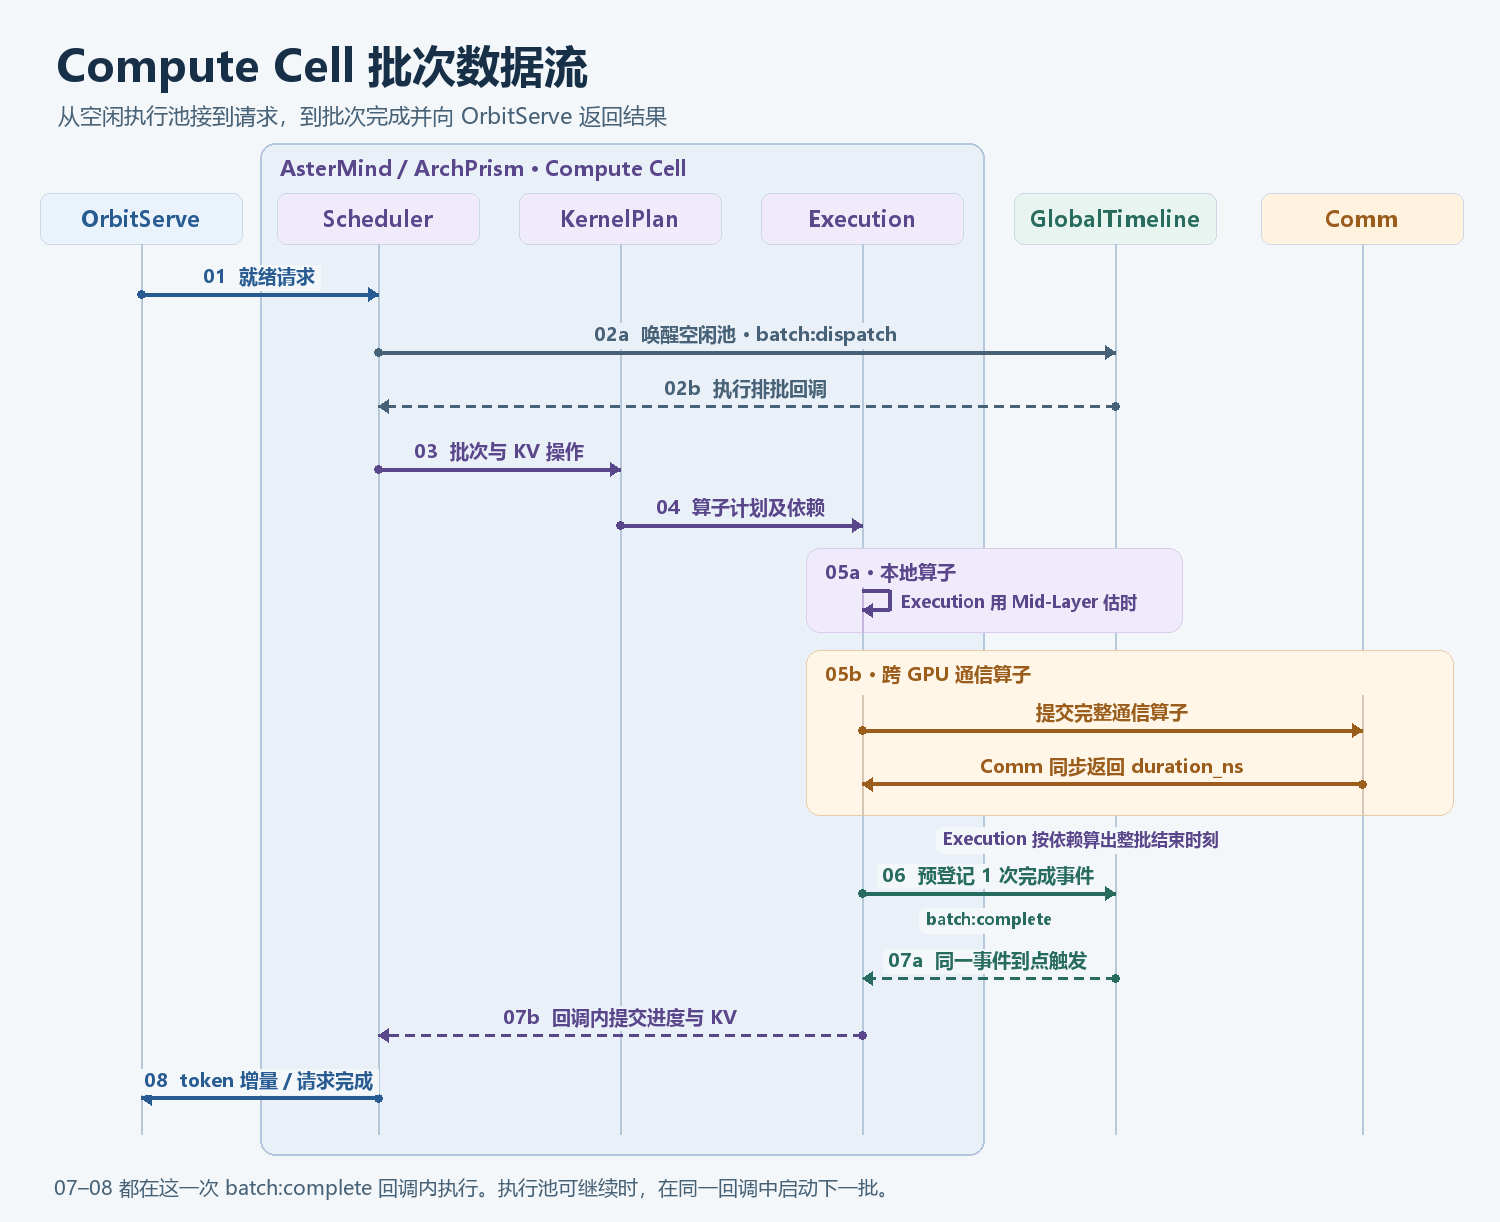 Compute Cell 批次数据流
从空闲执行池接到请求，到批次完成并向 OrbitServe 返回结果
AsterMind / ArchPrism • Compute Cell
OrbitServe
Scheduler
KernelPlan
Execution
GlobalTimeline
Comm
01 就绪请求
02a 唤醒空闲池 • batch:dispatch
02b 执行排批回调
03 批次与 KV 操作
04 算子计划及依赖
05a • 本地算子
Execution 用 Mid-Layer 估时
05b • 跨 GPU 通信算子
提交完整通信算子
Comm 同步返回 duration_ns
Execution 按依赖算出整批结束时刻
06 预登记 1 次完成事件
batch:complete
07a 同一事件到点触发
07b 回调内提交进度与 KV
08 token 增量 / 请求完成
07–08 都在这一次 batch:complete 回调内执行。执行池可继续时，在同一回调中启动下一批。